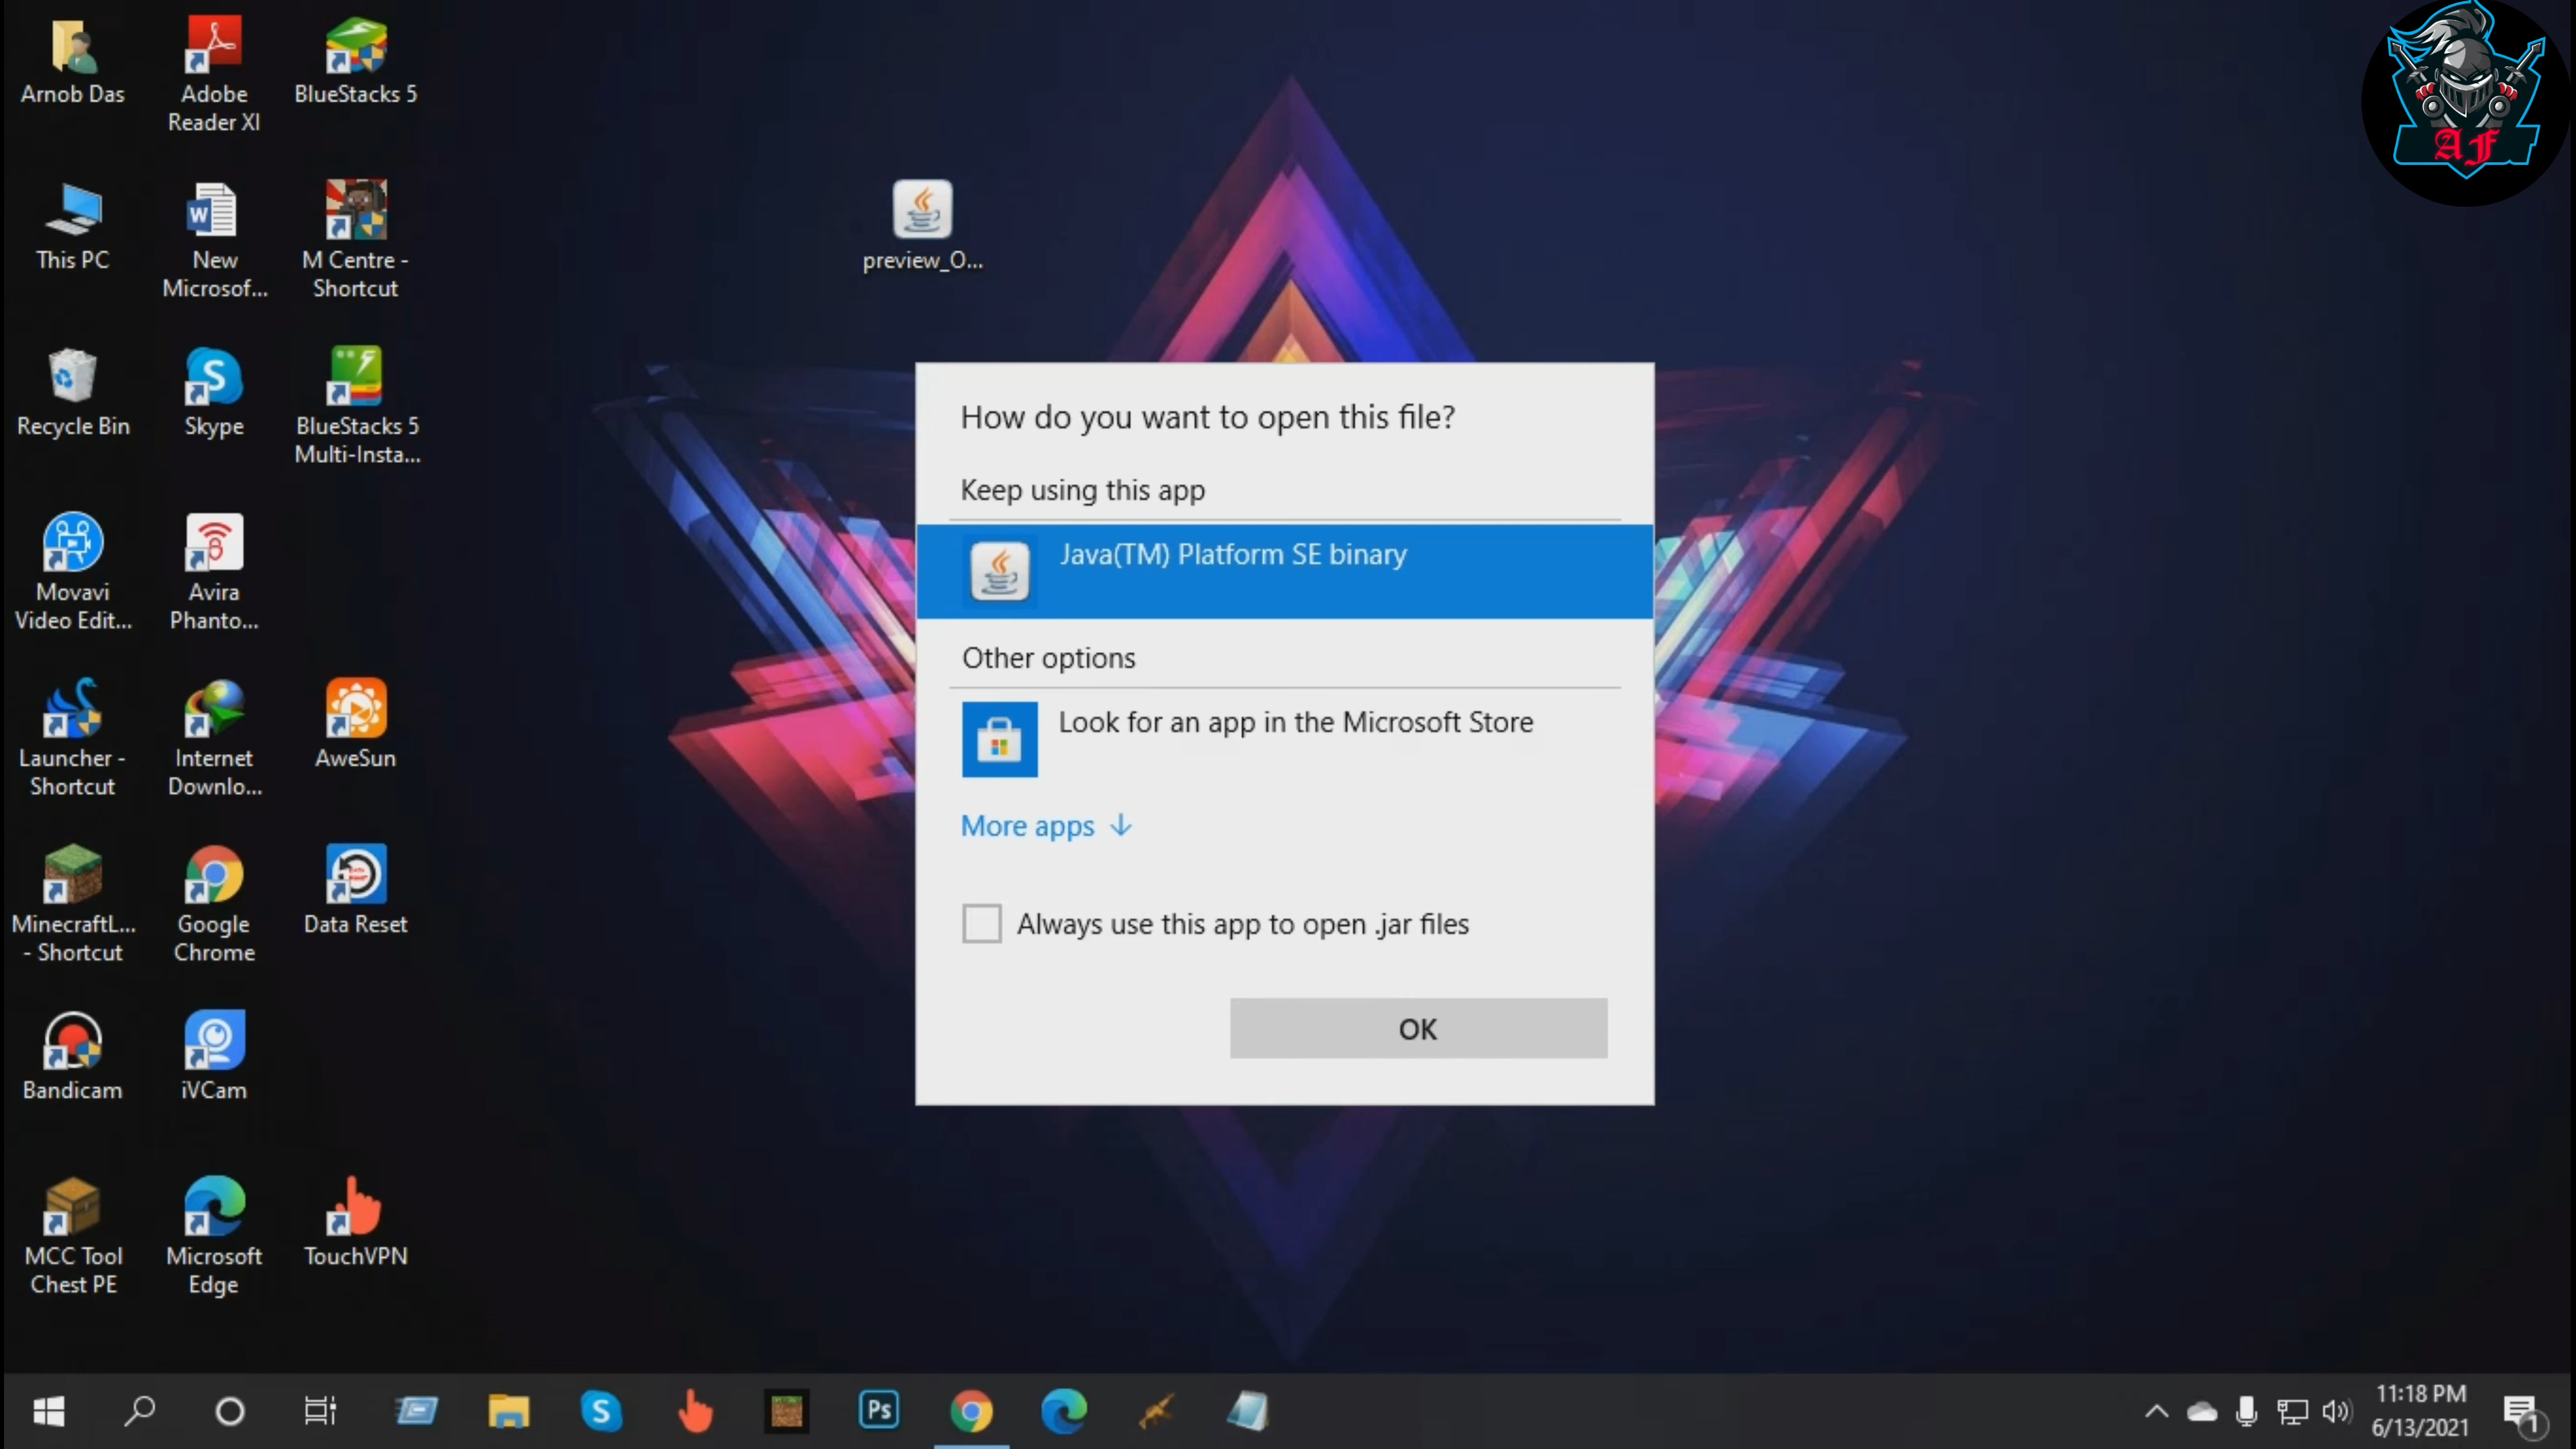 Arnob Das
Adobe
Reader XI
BlueStacks 5
This PC
New
Microsof...
M Centre -
Shortcut
Recycle Bin
Skype
BlueStacks 5
Multi-Insta...
Movavi
Video Edit...
Avira
Phanto...
Launcher -
Shortcut
Internet
Downlo...
AweSun
MinecraftL...
- Shortcut
Google
Chrome
Data Reset
Bandicam
iVCam
MCC Tool
Chest PE
Microsoft
Edge
TouchVPN
preview_O...
AF
How do you want to open this file?
Keep using this app
Java(TM) Platform SE binary
Other options
Look for an app in the Microsoft Store
More apps
Always use this app to open .jar files
OK
Ps
11:18 PM
6/13/2021
1